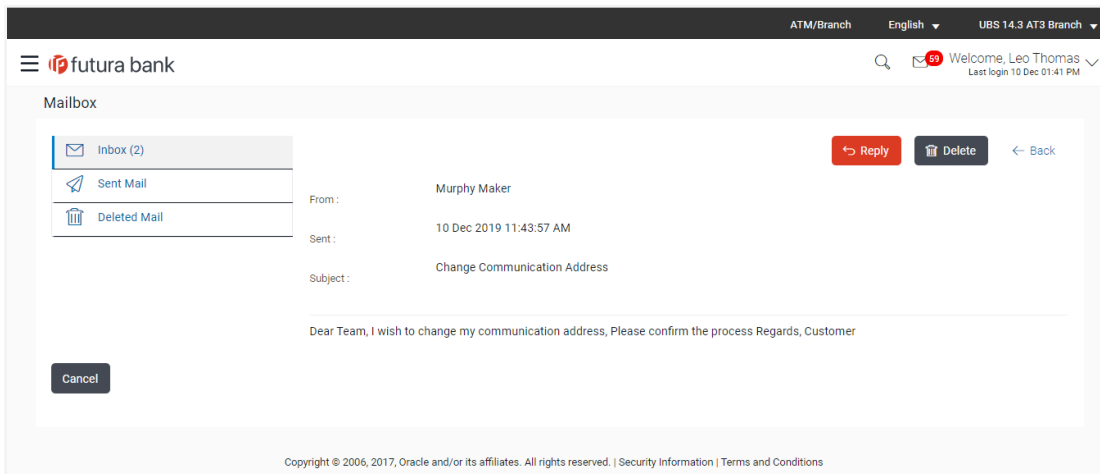 ATM/Branch English UBS 14.3 AT3 Branch
futura bank
59 Welcome, Leo Thomas
Last login 10 Dec 01:41 PM
Mailbox
Inbox (2)
Reply Delete Back
Sent Mail
Deleted Mail
From : Murphy Maker
Sent : 10 Dec 2019 11:43:57 AM
Subject : Change Communication Address
Dear Team, I wish to change my communication address, Please confirm the process Regards, Customer
Cancel
Copyright © 2006, 2017, Oracle and/or its affiliates. All rights reserved. | Security Information | Terms and Conditions